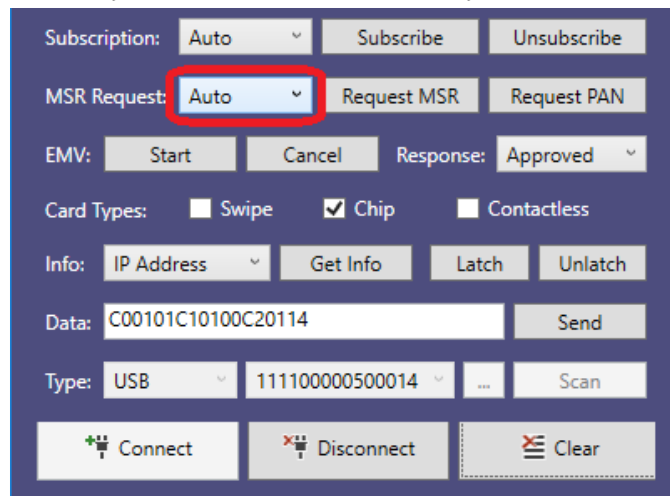 Subscription: Auto Subscribe Unsubscribe
MSR Request: Auto Request MSR Request PAN
EMV: Start Cancel Response: Approved
Card Types: Swipe Chip Contactless
Info: IP Address Get Info Latch Unlatch
Data: C00101C10100C20114 Send
Type: USB 111100000500014 ... Scan
Connect Disconnect Clear